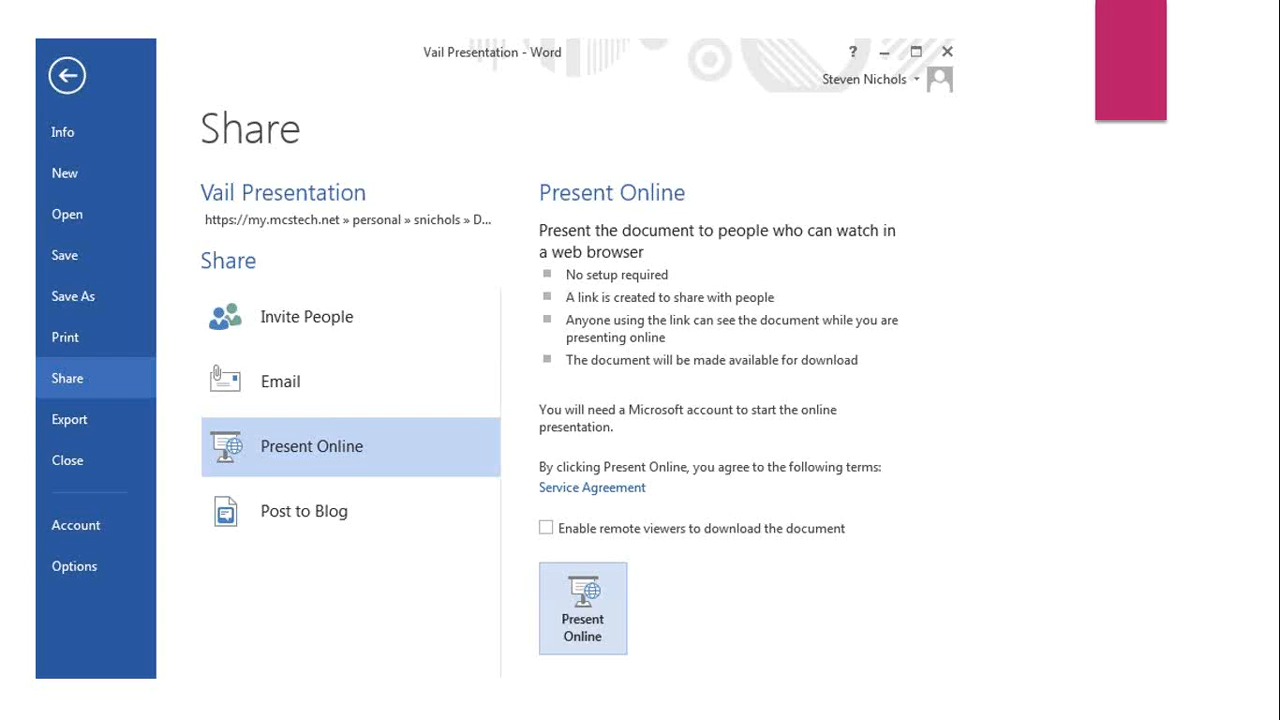 Vail Presentation - Word
?
Steven Nichols
Info
New
Open
Save
Save As
Print
Share
Export
Close
Account
Options
Share
Vail Presentation
https://my.mcstech.net » personal » snichols » D...
Share
Invite People
Email
Present Online
Post to Blog
Present Online
Present the document to people who can watch in
a web browser
No setup required
A link is created to share with people
Anyone using the link can see the document while you are
presenting online
The document will be made available for download
You will need a Microsoft account to start the online
presentation.
By clicking Present Online, you agree to the following terms:
Service Agreement
Enable remote viewers to download the document
Present
Online